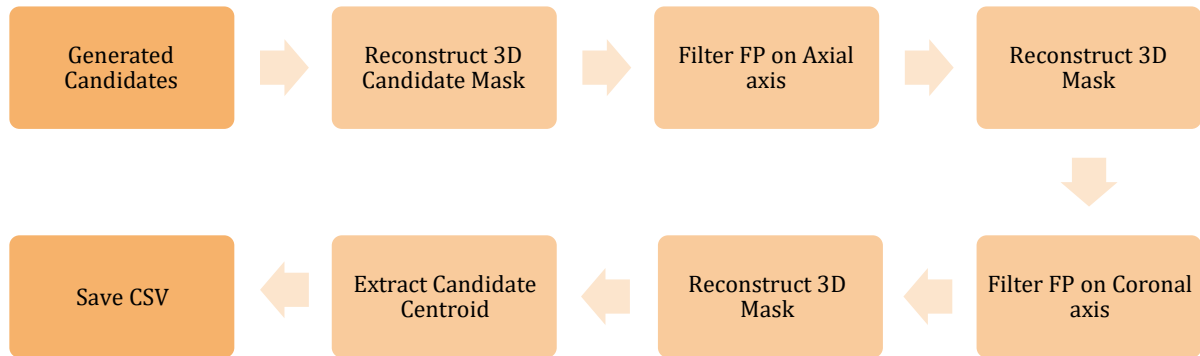 Generated
Candidates
Reconstruct 3D
Candidate Mask
Filter FP on Axial
axis
Reconstruct 3D
Mask
Filter FP on Coronal
axis
Reconstruct 3D
Mask
Extract Candidate
Centroid
Save CSV